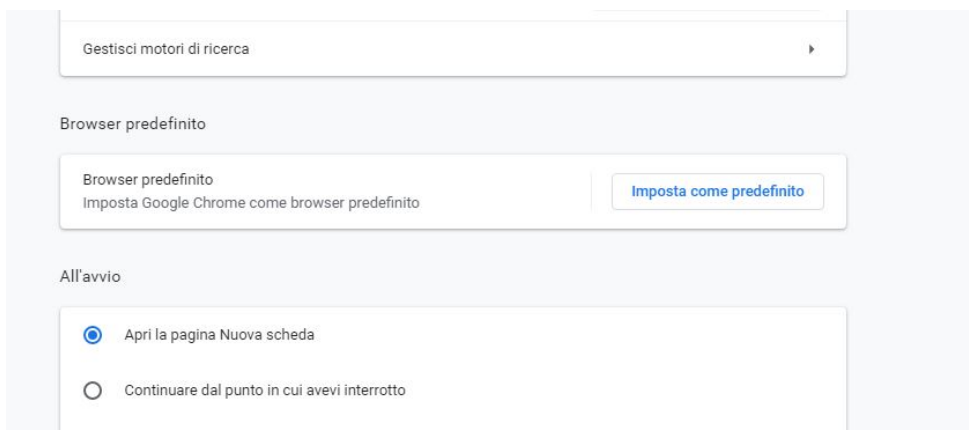 Gestisci motori di ricerca
Browser predefinito
Browser predefinito
Imposta Google Chrome come browser predefinito
Imposta come predefinito
All'avvio
Apri la pagina Nuova scheda
Continuare dal punto in cui avevi interrotto